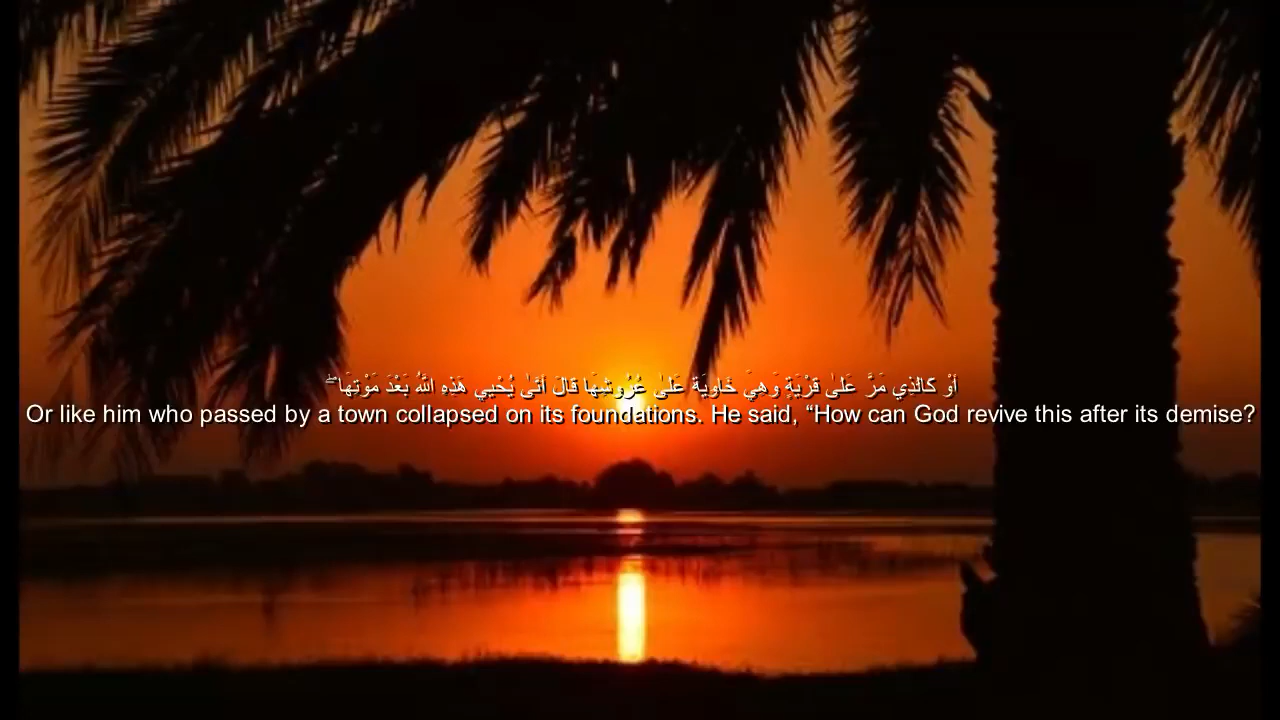 أَوْ كَالَّذِي مَرَّ عَلَىٰ قَرْيَةٍ وَهِيَ خَاوِيَةٌ عَلَىٰ عُرُوشِهَا قَالَ أَنَّىٰ يُحْيِي هَٰذِهِ اللَّهُ بَعْدَ مَوْتِهَا ۖ
Or like him who passed by a town collapsed on its foundations. He said, “How can God revive this after its demise?